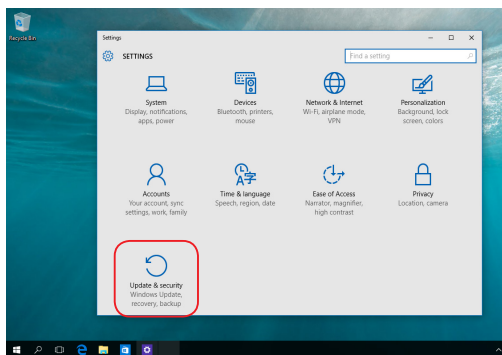 Recycle Bin
Settings
SETTINGS
Find a setting
System
Display, notifications,
apps, power
Devices
Bluetooth, printers,
mouse
Network & Internet
Wi-Fi, airplane mode,
VPN
Personalization
Background, lock
screen, colors
Accounts
Your account, sync
settings, work, family
Time & language
Speech, region, date
Ease of Access
Narrator, magnifier,
high contrast
Privacy
Location, camera
Update & security
Windows Update,
recovery, backup